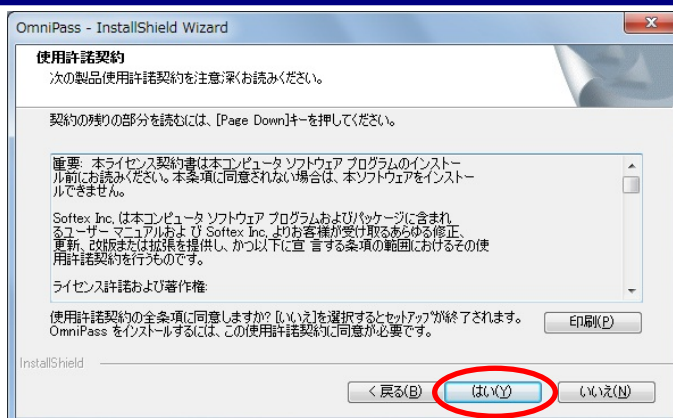 OmniPass - InstallShield Wizard
使用許諾契約
次の製品使用許諾契約を注意深くお読みください。
契約の残りの部分を読むには、[Page Down]キーを押してください。
重要: 本ライセンス契約書は本コンピュータ ソフトウェア プログラムのインストー
ル前にお読みください。本条項に同意されない場合は、本ソフトウェアをインストー
ルできません。
Softex Inc. は本コンピュータ ソフトウェア プログラムおよびパッケージに含まれ
るユーザー マニュアルおよ び Softex Inc. よりお客様が受け取るあらゆる修正、
更新、改版または拡張を提供し、かつ以下に宣 言する条項の範囲におけるその使
用許諾契約を行うものです。
ライセンス許諾および著作権:
使用許諾契約の全条項に同意しますか? [いいえ]を選択するとセットアップが終了されます。
OmniPass をインストールするには、この使用許諾契約に同意が必要です。
印刷(P)
InstallShield
< 戻る(B)
はい(Y)
いいえ(N)